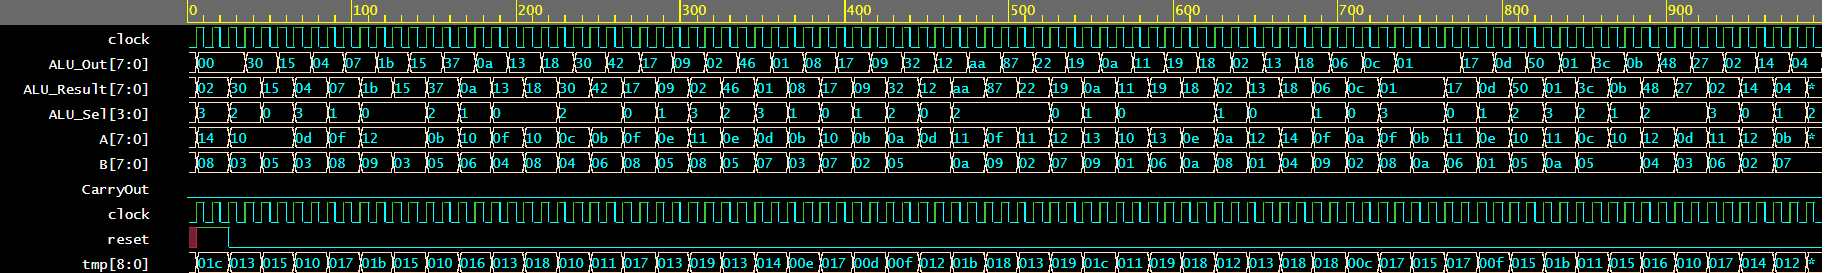 0 100 200 300 400 500 600 700 800 900
clock
ALU_Out[7:0] 00 30 15 04 07 1b 15 37 0a 13 18 30 42 17 09 02 46 01 08 17 09 32 12 aa 87 22 19 0a 11 19 18 02 13 18 06 0c 01 17 0d 50 01 3c 0b 48 27 02 14 04
ALU_Result[7:0] 02 30 15 04 07 1b 15 37 0a 13 18 30 42 17 09 02 46 01 08 17 09 32 12 aa 87 22 19 0a 11 19 18 02 13 18 06 0c 01 17 0d 50 01 3c 0b 48 27 02 14 04 *
ALU_Sel[3:0] 3 2 0 3 1 0 2 1 0 2 0 1 3 2 3 1 0 1 2 0 2 0 1 0 1 0 1 0 3 0 1 2 3 2 1 2 3 0 1 2
A[7:0] 14 10 0d 0f 12 0b 10 0f 10 0c 0b 0f 0e 11 0e 0d 0b 10 0b 0a 0d 11 0f 11 12 13 10 13 0e 0a 12 14 0f 0a 0f 0b 11 0e 10 11 0c 10 12 0d 11 12 0b *
B[7:0] 08 03 05 03 08 09 03 05 06 04 08 04 06 08 05 08 05 07 03 07 02 05 0a 09 02 07 09 01 06 0a 08 01 04 09 02 08 0a 06 01 05 0a 05 04 03 06 02 07
CarryOut
clock
reset
tmp[8:0] 01c 013 015 010 017 01b 015 010 016 013 018 010 011 017 013 019 013 014 00e 017 00d 00f 012 01b 018 013 019 01c 011 019 018 012 013 018 018 00c 017 015 017 00f 015 01b 011 015 016 010 017 014 012 *